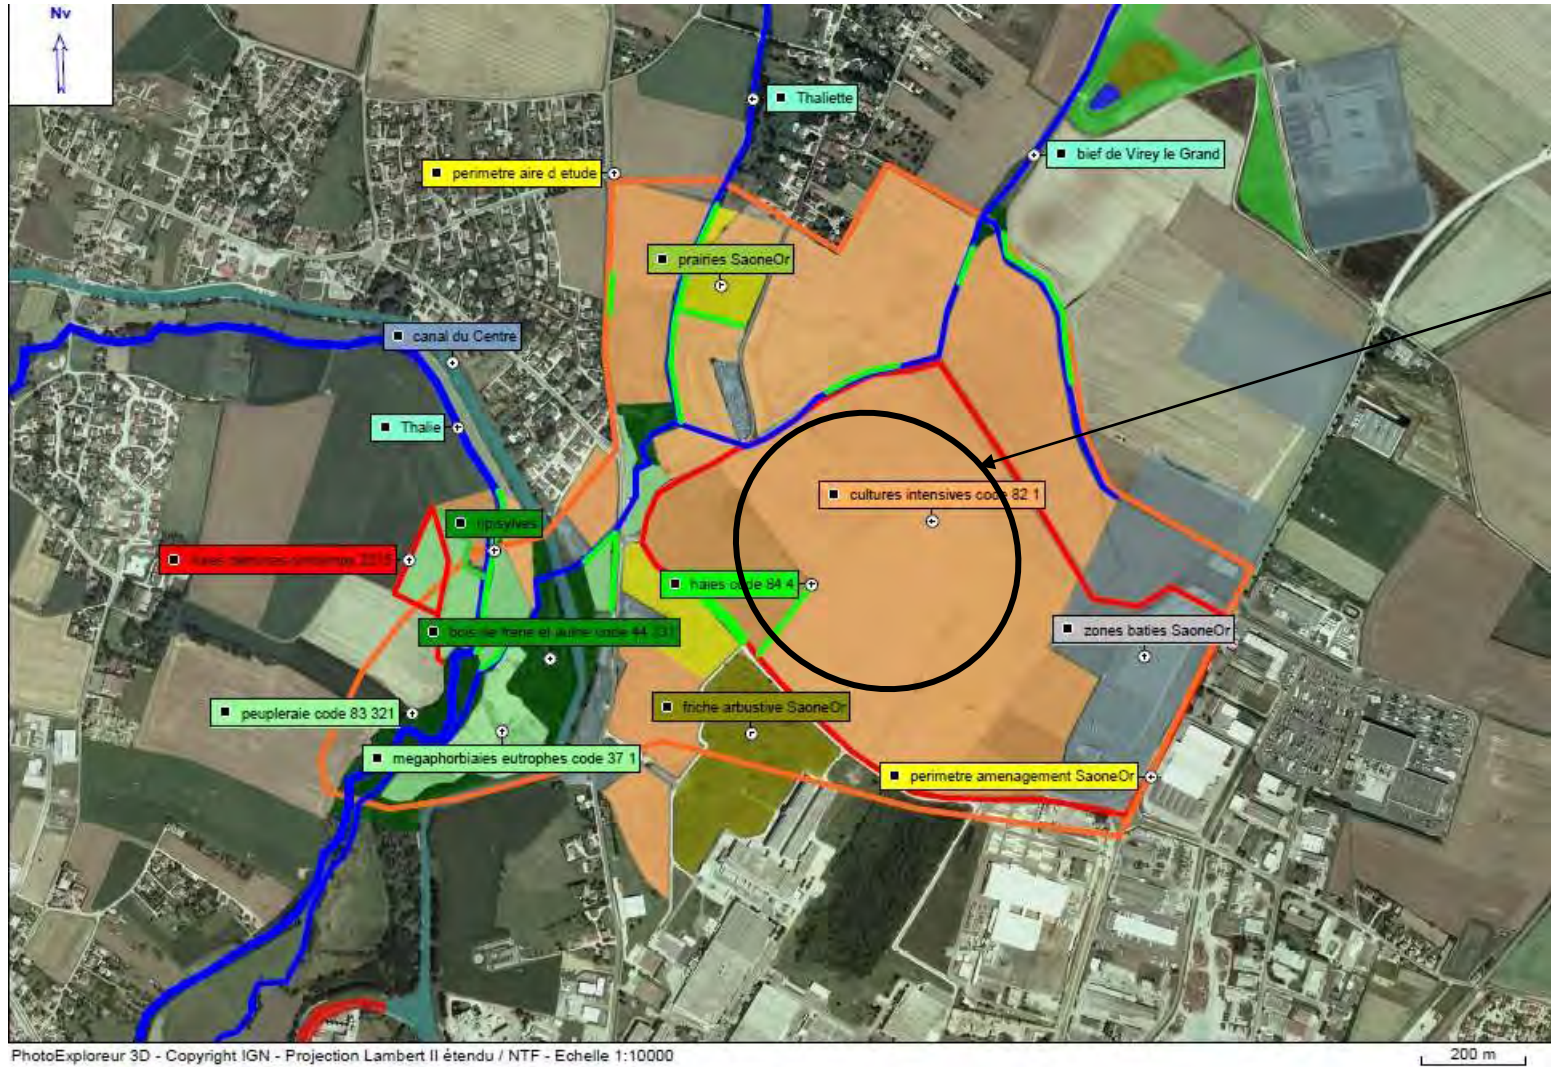 Nv
Thaliette
bief de Virey le Grand
perimetre aire d etude
prairies SaoneOr
canal du Centre
Thalie
cultures intensives code 82 1
ripisylves
haies code 84 4
bois de frene et aulne code 44 331
zones baties SaoneOr
peupleraie code 83 321
friche arbustive SaoneOr
megaphorbiaies eutrophes code 37 1
perimetre amenagement SaoneOr
PhotoExploreur 3D - Copyright IGN - Projection Lambert II étendu / NTF - Echelle 1:10000
200 m